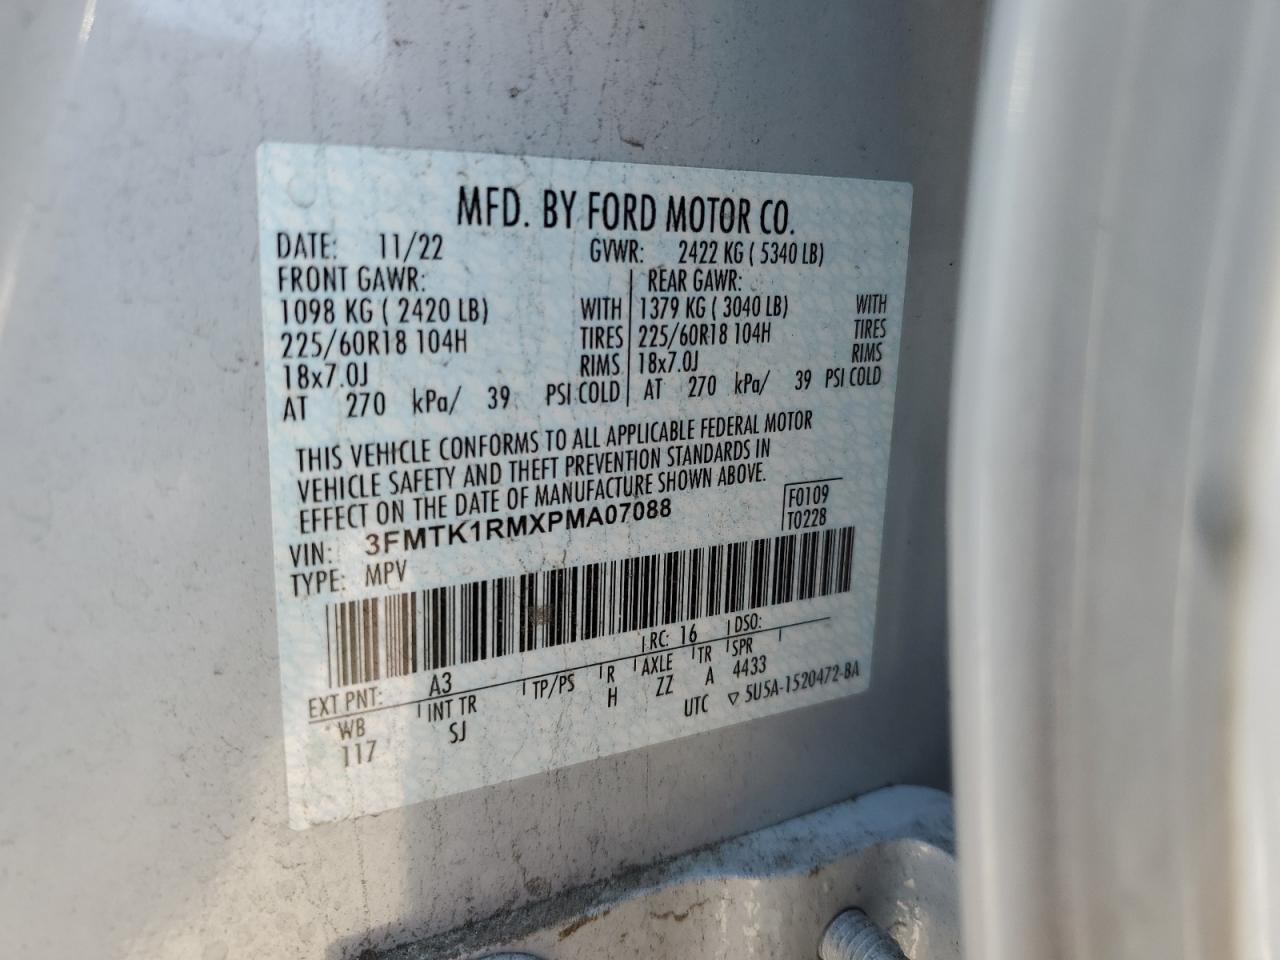 MFD. BY FORD MOTOR CO.
DATE: 11/22 GVWR: 2422 KG ( 5340 LB)
FRONT GAWR: REAR GAWR:
1098 KG ( 2420 LB) WITH 1379 KG ( 3040 LB) WITH
225/60R18 104H TIRES 225/60R18 104H TIRES
18x7.0J RIMS 18x7.0J RIMS
AT 270 kPa/ 39 PSI COLD AT 270 kPa/ 39 PSI COLD
THIS VEHICLE CONFORMS TO ALL APPLICABLE FEDERAL MOTOR
VEHICLE SAFETY AND THEFT PREVENTION STANDARDS IN
EFFECT ON THE DATE OF MANUFACTURE SHOWN ABOVE.
F0109
VIN: 3FMTK1RMXPMA07088 T0228
TYPE: MPV
EXT PNT: A3 RC: 16 DSO:
WB INT TR TP/PS R AXLE TR SPR
117 SJ H ZZ A 4433
UTC ▽ 5U5A-1520472-BA